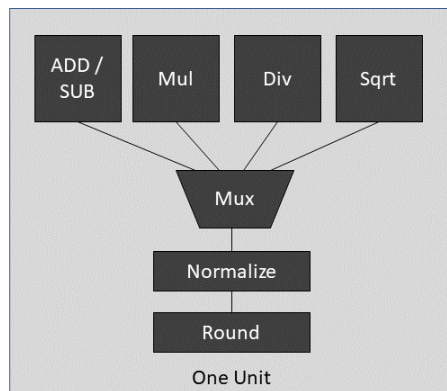 ADD /
SUB
Mul
Div
Sqrt
Mux
Normalize
Round
One Unit